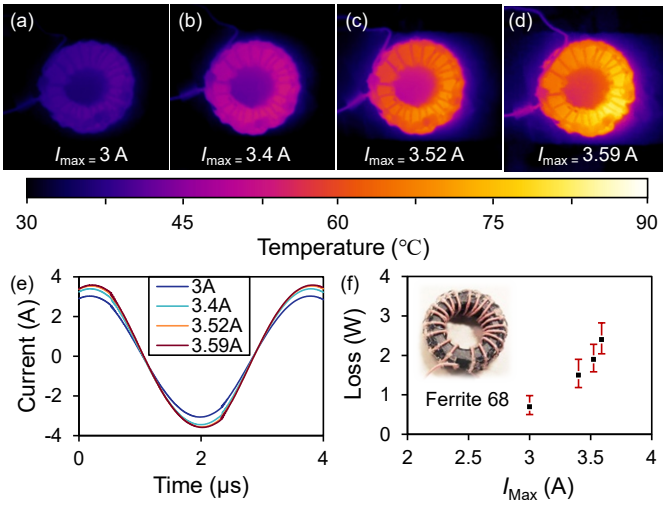 (a)
(b)
(c)
(d)
Imax = 3 A
Imax = 3.4 A
Imax = 3.52 A
Imax = 3.59 A
30 45 60 75 90
Temperature (℃)
(e)
4
2
0
-2
-4
Current (A)
3A
3.4A
3.52A
3.59A
0 2 4
Time (μs)
(f)
4
3
2
1
0
Loss (W)
Ferrite 68
2 2.5 3 3.5 4
IMax (A)